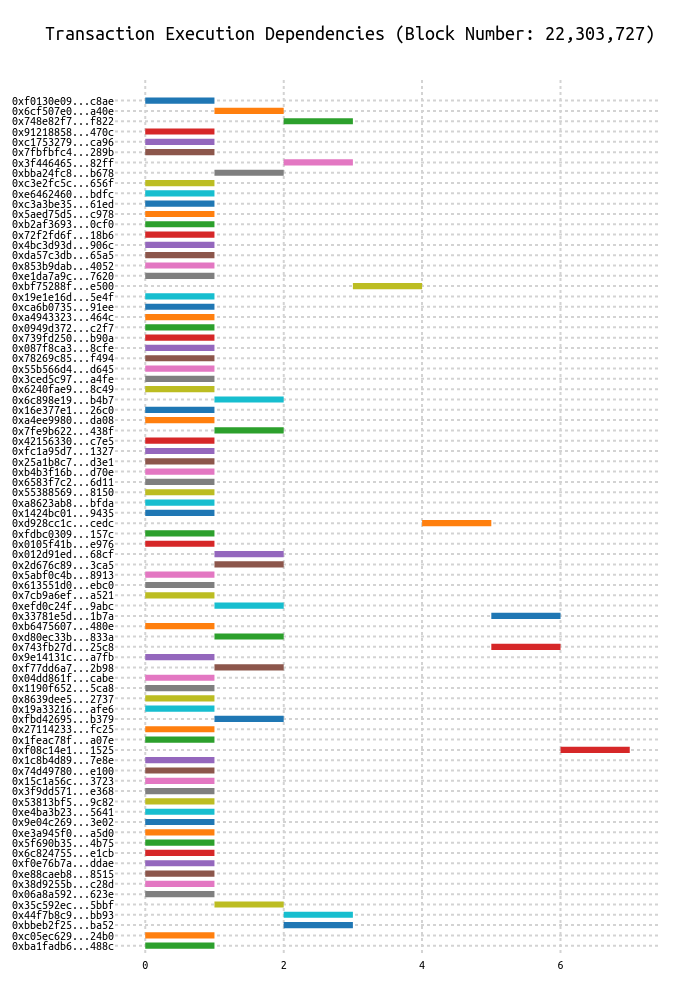 Transaction Execution Dependencies (Block Number: 22,303,727)
0xf0130e09...c8ae
0x6cf507e0...a40e
0x748e82f7...f822
0x91218858...470c
0xc1753279...ca96
0x7fbfbfc4...289b
0x3f446465...82ff
0xbba24fc8...b678
0xc3e2fc5c...656f
0xe6462460...bdfc
0xc3a3be35...61ed
0x5aed75d5...c978
0xb2af3693...0cf0
0x72f2fd6f...18b6
0x4bc3d93d...906c
0xda57c3db...65a5
0x853b9dab...4052
0xe1da7a9c...7620
0xbf75288f...e500
0x19e1e16d...5e4f
0xca6b0735...91ee
0xa4943323...464c
0x0949d372...c2f7
0x739fd250...b90a
0x087f8ca3...8cfe
0x78269c85...f494
0x55b566d4...d645
0x3ced5c97...a4fe
0x6240fae9...8c49
0x6c898e19...b4b7
0x16e377e1...26c0
0xa4ee9980...da08
0x7fe9b622...438f
0x42156330...c7e5
0xfc1a95d7...1327
0x25a1b8c7...d3e1
0xb4b3f16b...d70e
0x6583f7c2...6d11
0x55388569...8150
0xa8623ab8...bfda
0x1424bc01...9435
0xd928cc1c...cedc
0xfdbc0309...157c
0x0105f41b...e976
0x012d91ed...68cf
0x2d676c89...3ca5
0x5abf0c4b...8913
0x613551d0...ebc0
0x7cb9a6ef...a521
0xefd0c24f...9abc
0x33781e5d...1b7a
0xb6475607...480e
0xd80ec33b...833a
0x743fb27d...25c8
0x9e14131c...a7fb
0xf77dd6a7...2b98
0x04dd861f...cabe
0x1190f652...5ca8
0x8639dee5...2737
0x19a33216...afe6
0xfbd42695...b379
0x27114233...fc25
0x1feac78f...a07e
0xf08c14e1...1525
0x1c8b4d89...7e8e
0x74d49780...e100
0x15c1a56c...3723
0x3f9dd571...e368
0x53813bf5...9c82
0xe4ba3b23...5641
0x9e04c269...3e02
0xe3a945f0...a5d0
0x5f690b35...4b75
0x6c824755...e1cb
0xf0e76b7a...ddae
0xe88caeb8...8515
0x38d9255b...c28d
0x06a8a592...623e
0x35c592ec...5bbf
0x44f7b8c9...bb93
0xbbeb2f25...ba52
0xc05ec629...24b0
0xba1fadb6...488c
0 2 4 6